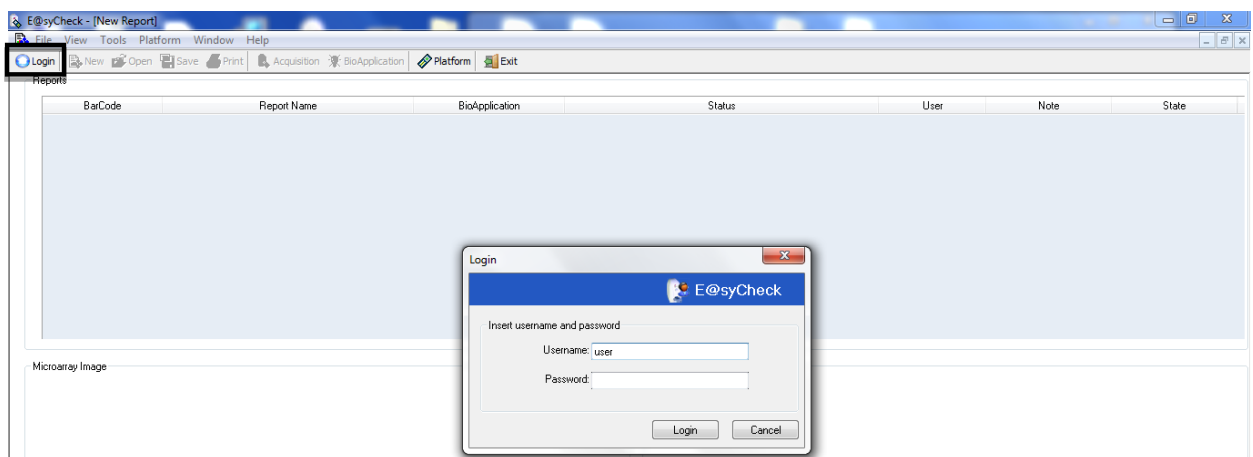 E@syCheck - [New Report]
File View Tools Platform Window Help
Login New Open Save Print Acquisition BioApplication Platform Exit
Reports
BarCode Report Name BioApplication Status User Note State
Login
E@syCheck
Insert username and password
Username: user
Password:
Login Cancel
Microarray Image